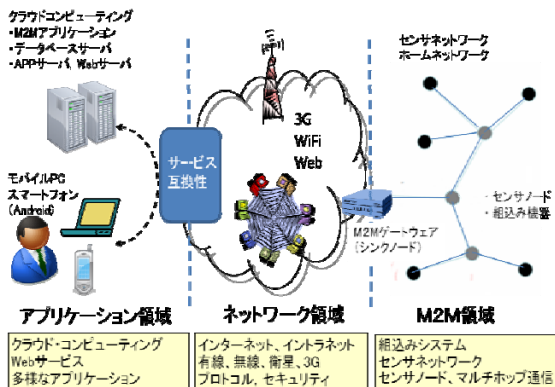 クラウドコンピューティング
・M2Mアプリケーション
・データベースサーバ
・APPサーバ, Webサーバ
モバイルPC
スマートフォン
(Android)
サービス
互換性
3G
WiFi
Web
センサネットワーク
ホームネットワーク
M2Mゲートウェア
(シンクノード)
・センサノード
・組込み機器
アプリケーション領域
ネットワーク領域
M2M領域
クラウド・コンピューティング
Webサービス
多様なアプリケーション
インターネット、イントラネット
有線、無線、衛星、3G
プロトコル、セキュリティ
組込みシステム
センサネットワーク
センサノード、マルチホップ通信